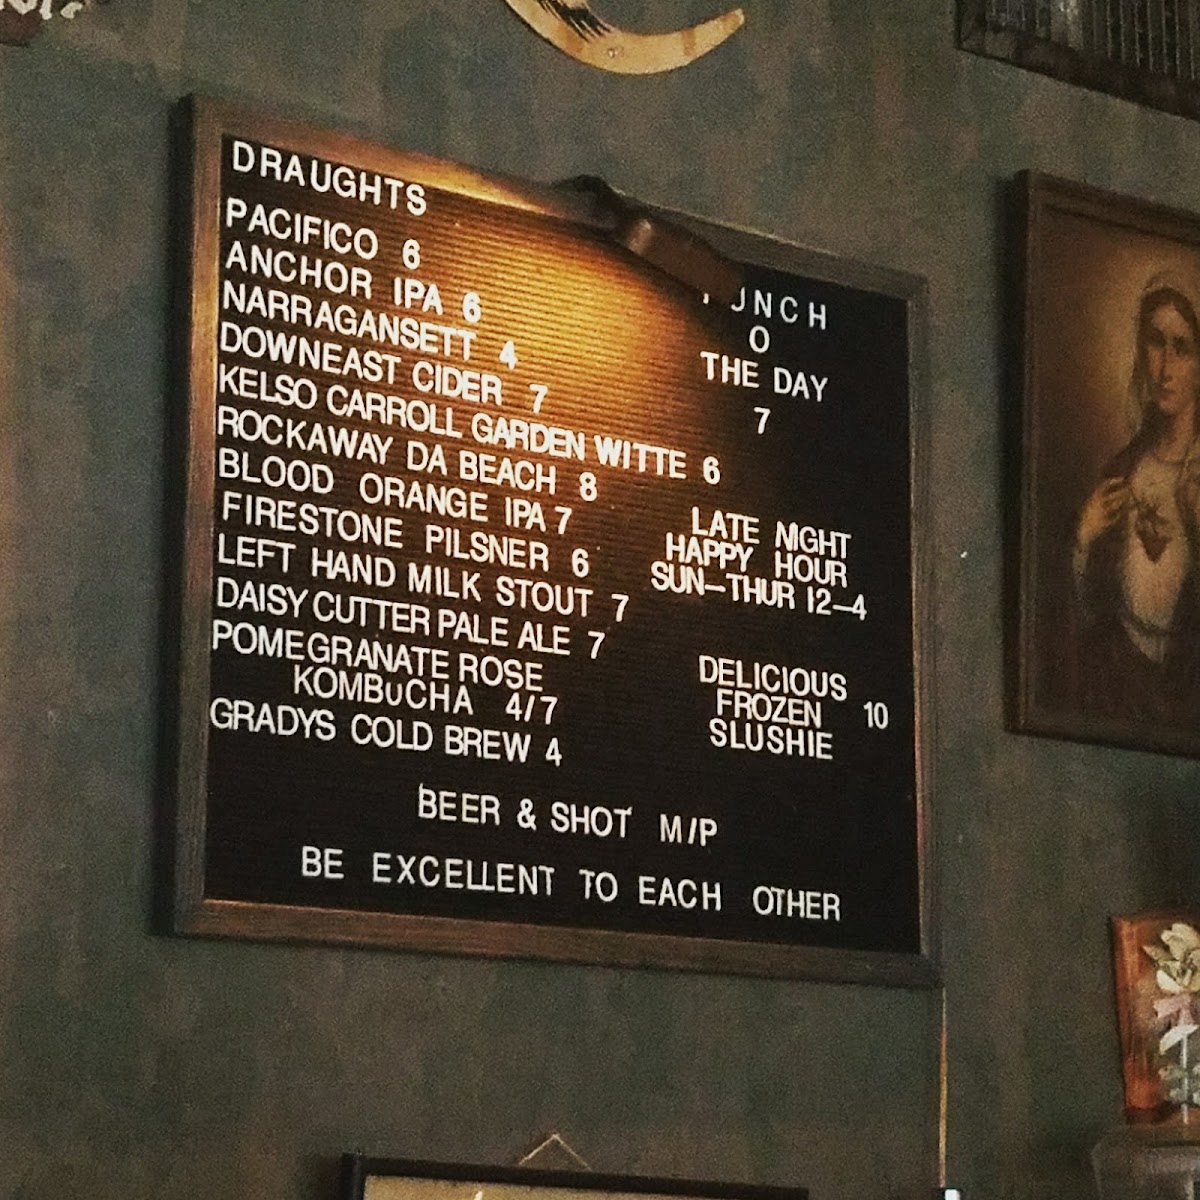 DRAUGHTS
PACIFICO 6
ANCHOR IPA 6
NARRAGANSETT 4
DOWNEAST CIDER 7
KELSO CARROLL GARDEN WITTE 6
ROCKAWAY DA BEACH 8
BLOOD ORANGE IPA 7
FIRESTONE PILSNER 6
LEFT HAND MILK STOUT 7
DAISY CUTTER PALE ALE 7
POMEGRANATE ROSE
KOMBUCHA 4/7
GRADYS COLD BREW 4
PUNCH
O
THE DAY
7
LATE NIGHT
HAPPY HOUR
SUN-THUR 12-4
DELICIOUS
FROZEN 10
SLUSHIE
BEER & SHOT M/P
BE EXCELLENT TO EACH OTHER